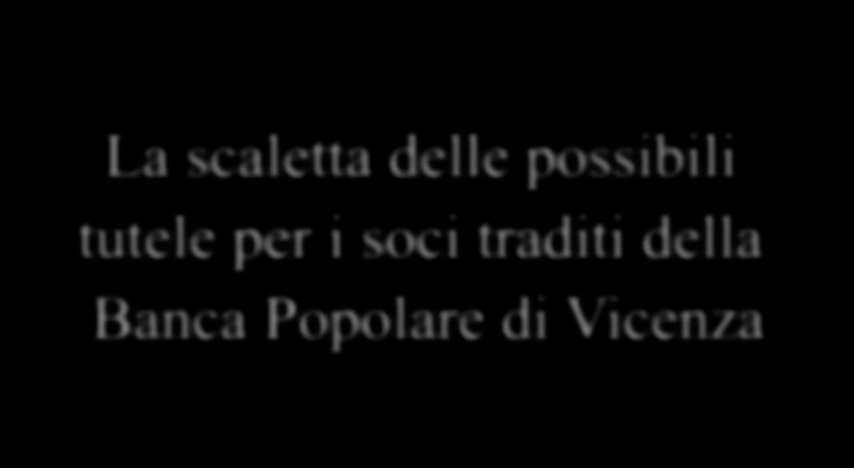 La scaletta delle possibili
tutele per i soci traditi della
Banca Popolare di Vicenza